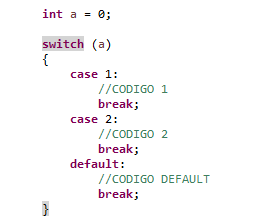 int a = 0;
switch (a)
{
case 1:
//CODIGO 1
break;
case 2:
//CODIGO 2
break;
default:
//CODIGO DEFAULT
break;
}